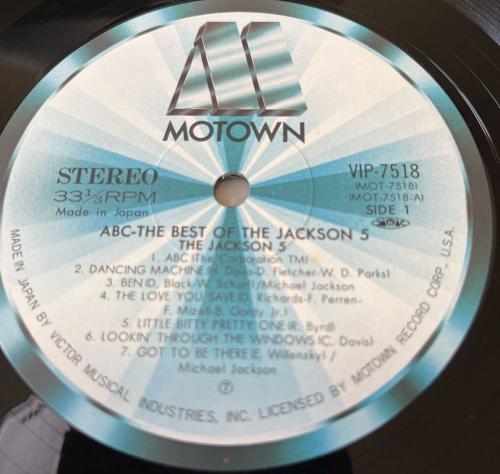 MOTOWN
STEREO
33⅓RPM
Made in Japan
VIP-7518
(MOT-7518)
(MOT-7518-A)
SIDE 1
ABC-THE BEST OF THE JACKSON 5
THE JACKSON 5
1. ABC(The Corporation TM)
2. DANCING MACHINE(H. Davis-D. Fletcher-W. D. Parks)
3. BEN(D. Black-W. Scharf)/Michael Jackson
4. THE LOVE YOU SAVE(D. Richards-F. Perren-
F. Mizell-B. Gordy Jr.)
5. LITTLE BITTY PRETTY ONE(R. Byrd)
6. LOOKIN' THROUGH THE WINDOWS(C. Davis)
7. GOT TO BE THERE(E. Willensky)/
Michael Jackson
7
MADE IN JAPAN BY VICTOR MUSICAL INDUSTRIES, INC. LICENSED BY MOTOWN RECORD CORP. U.S.A.